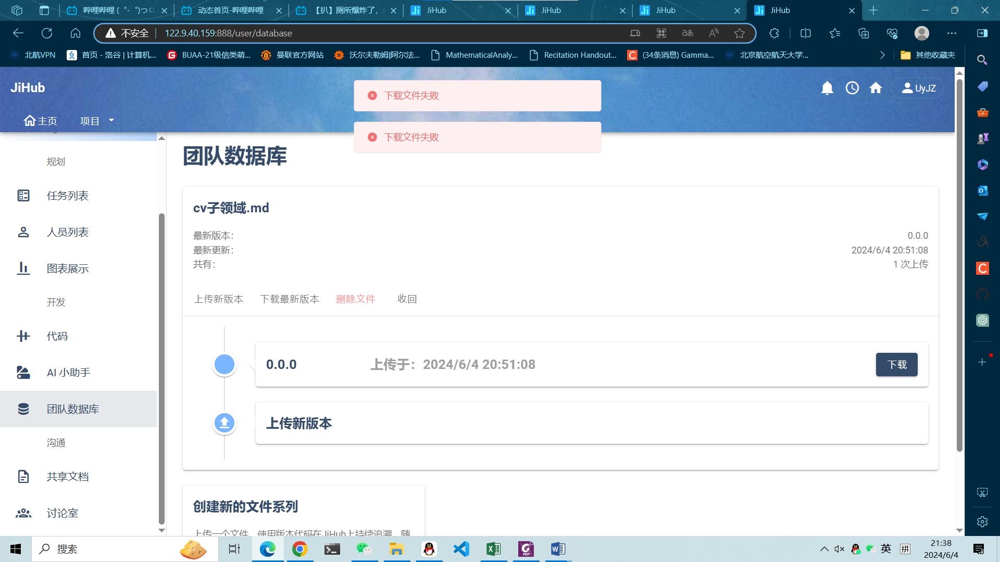 哔哩哔哩 (゜-゜)つロ
动态首页-哔哩哔哩
【扒】厕所爆炸了,
JiHub
JiHub
JiHub
JiHub
不安全
122.9.40.159:888/user/database
北航VPN
首页 - 洛谷 | 计算机...
BUAA-21级信类萌...
曼联官方网站
沃尔夫勒姆|阿尔法...
MathematicalAnaly...
Recitation Handout...
(34条消息) Gamma...
北京航空航天大学...
其他收藏夹
JiHub
下载文件失败
UyJZ
主页
项目
下载文件失败
规划
任务列表
人员列表
图表展示
开发
代码
AI 小助手
团队数据库
沟通
共享文档
讨论室
团队数据库
cv子领域.md
最新版本:
0.0.0
最新更新:
2024/6/4 20:51:08
共有:
1 次上传
上传新版本
下载最新版本
删除文件
收回
0.0.0
上传于：2024/6/4 20:51:08
下载
上传新版本
创建新的文件系列
上传一个文件，使用版本代码在JiHub上持续追溯，随
搜索
英
拼
21:38
2024/6/4